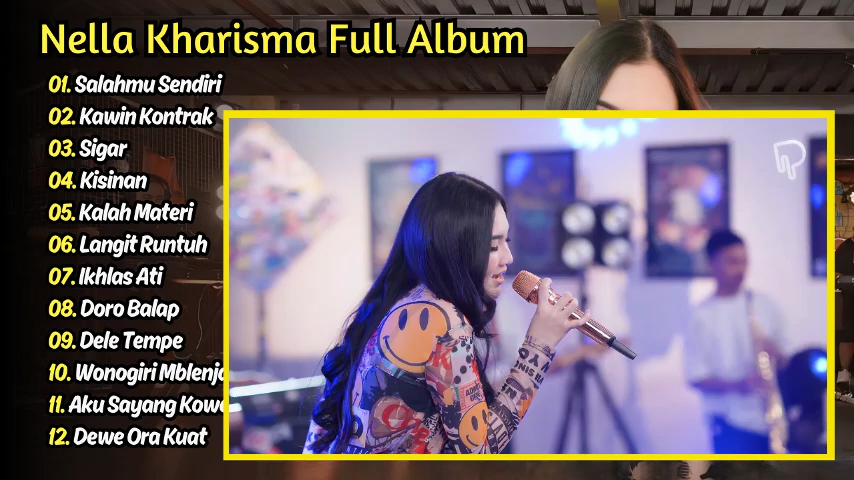 Nella Kharisma Full Album
01. Salahmu Sendiri
02. Kawin Kontrak
03. Sigar
04. Kisinan
05. Kalah Materi
06. Langit Runtuh
07. Ikhlas Ati
08. Doro Balap
09. Dele Tempe
10. Wonogiri Mblenjo
11. Aku Sayang Kowe
12. Dewe Ora Kuat